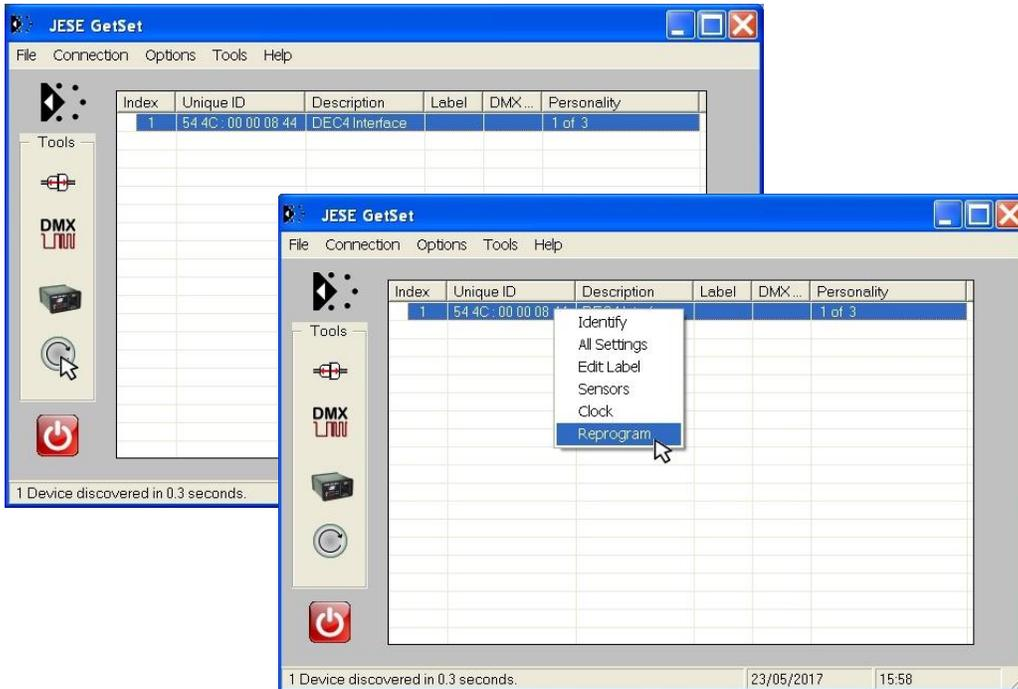 JESE GetSet
File Connection Options Tools Help
Index Unique ID Description Label DMX... Personality
1 54 4C : 00 00 08 44 DEC4 Interface 1 of 3
Tools
DMX
1 Device discovered in 0.3 seconds.
JESE GetSet
File Connection Options Tools Help
Index Unique ID Description Label DMX... Personality
1 54 4C : 00 00 08 1 of 3
Identify
All Settings
Edit Label
Sensors
Clock
Reprogram
Tools
DMX
1 Device discovered in 0.3 seconds. 23/05/2017 15:58